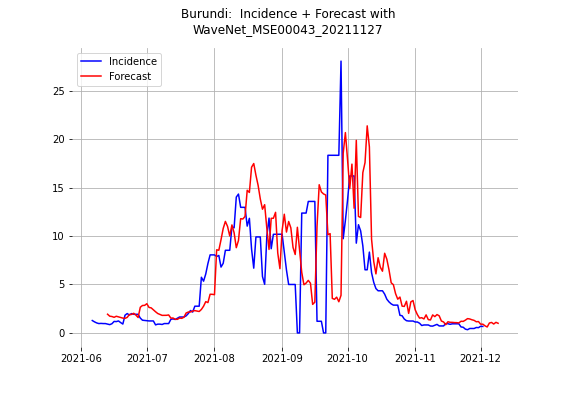 Burundi:  Incidence + Forecast with
WaveNet_MSE00043_20211127
Incidence
Forecast
25
20
15
10
5
0
2021-06 2021-07 2021-08 2021-09 2021-10 2021-11 2021-12